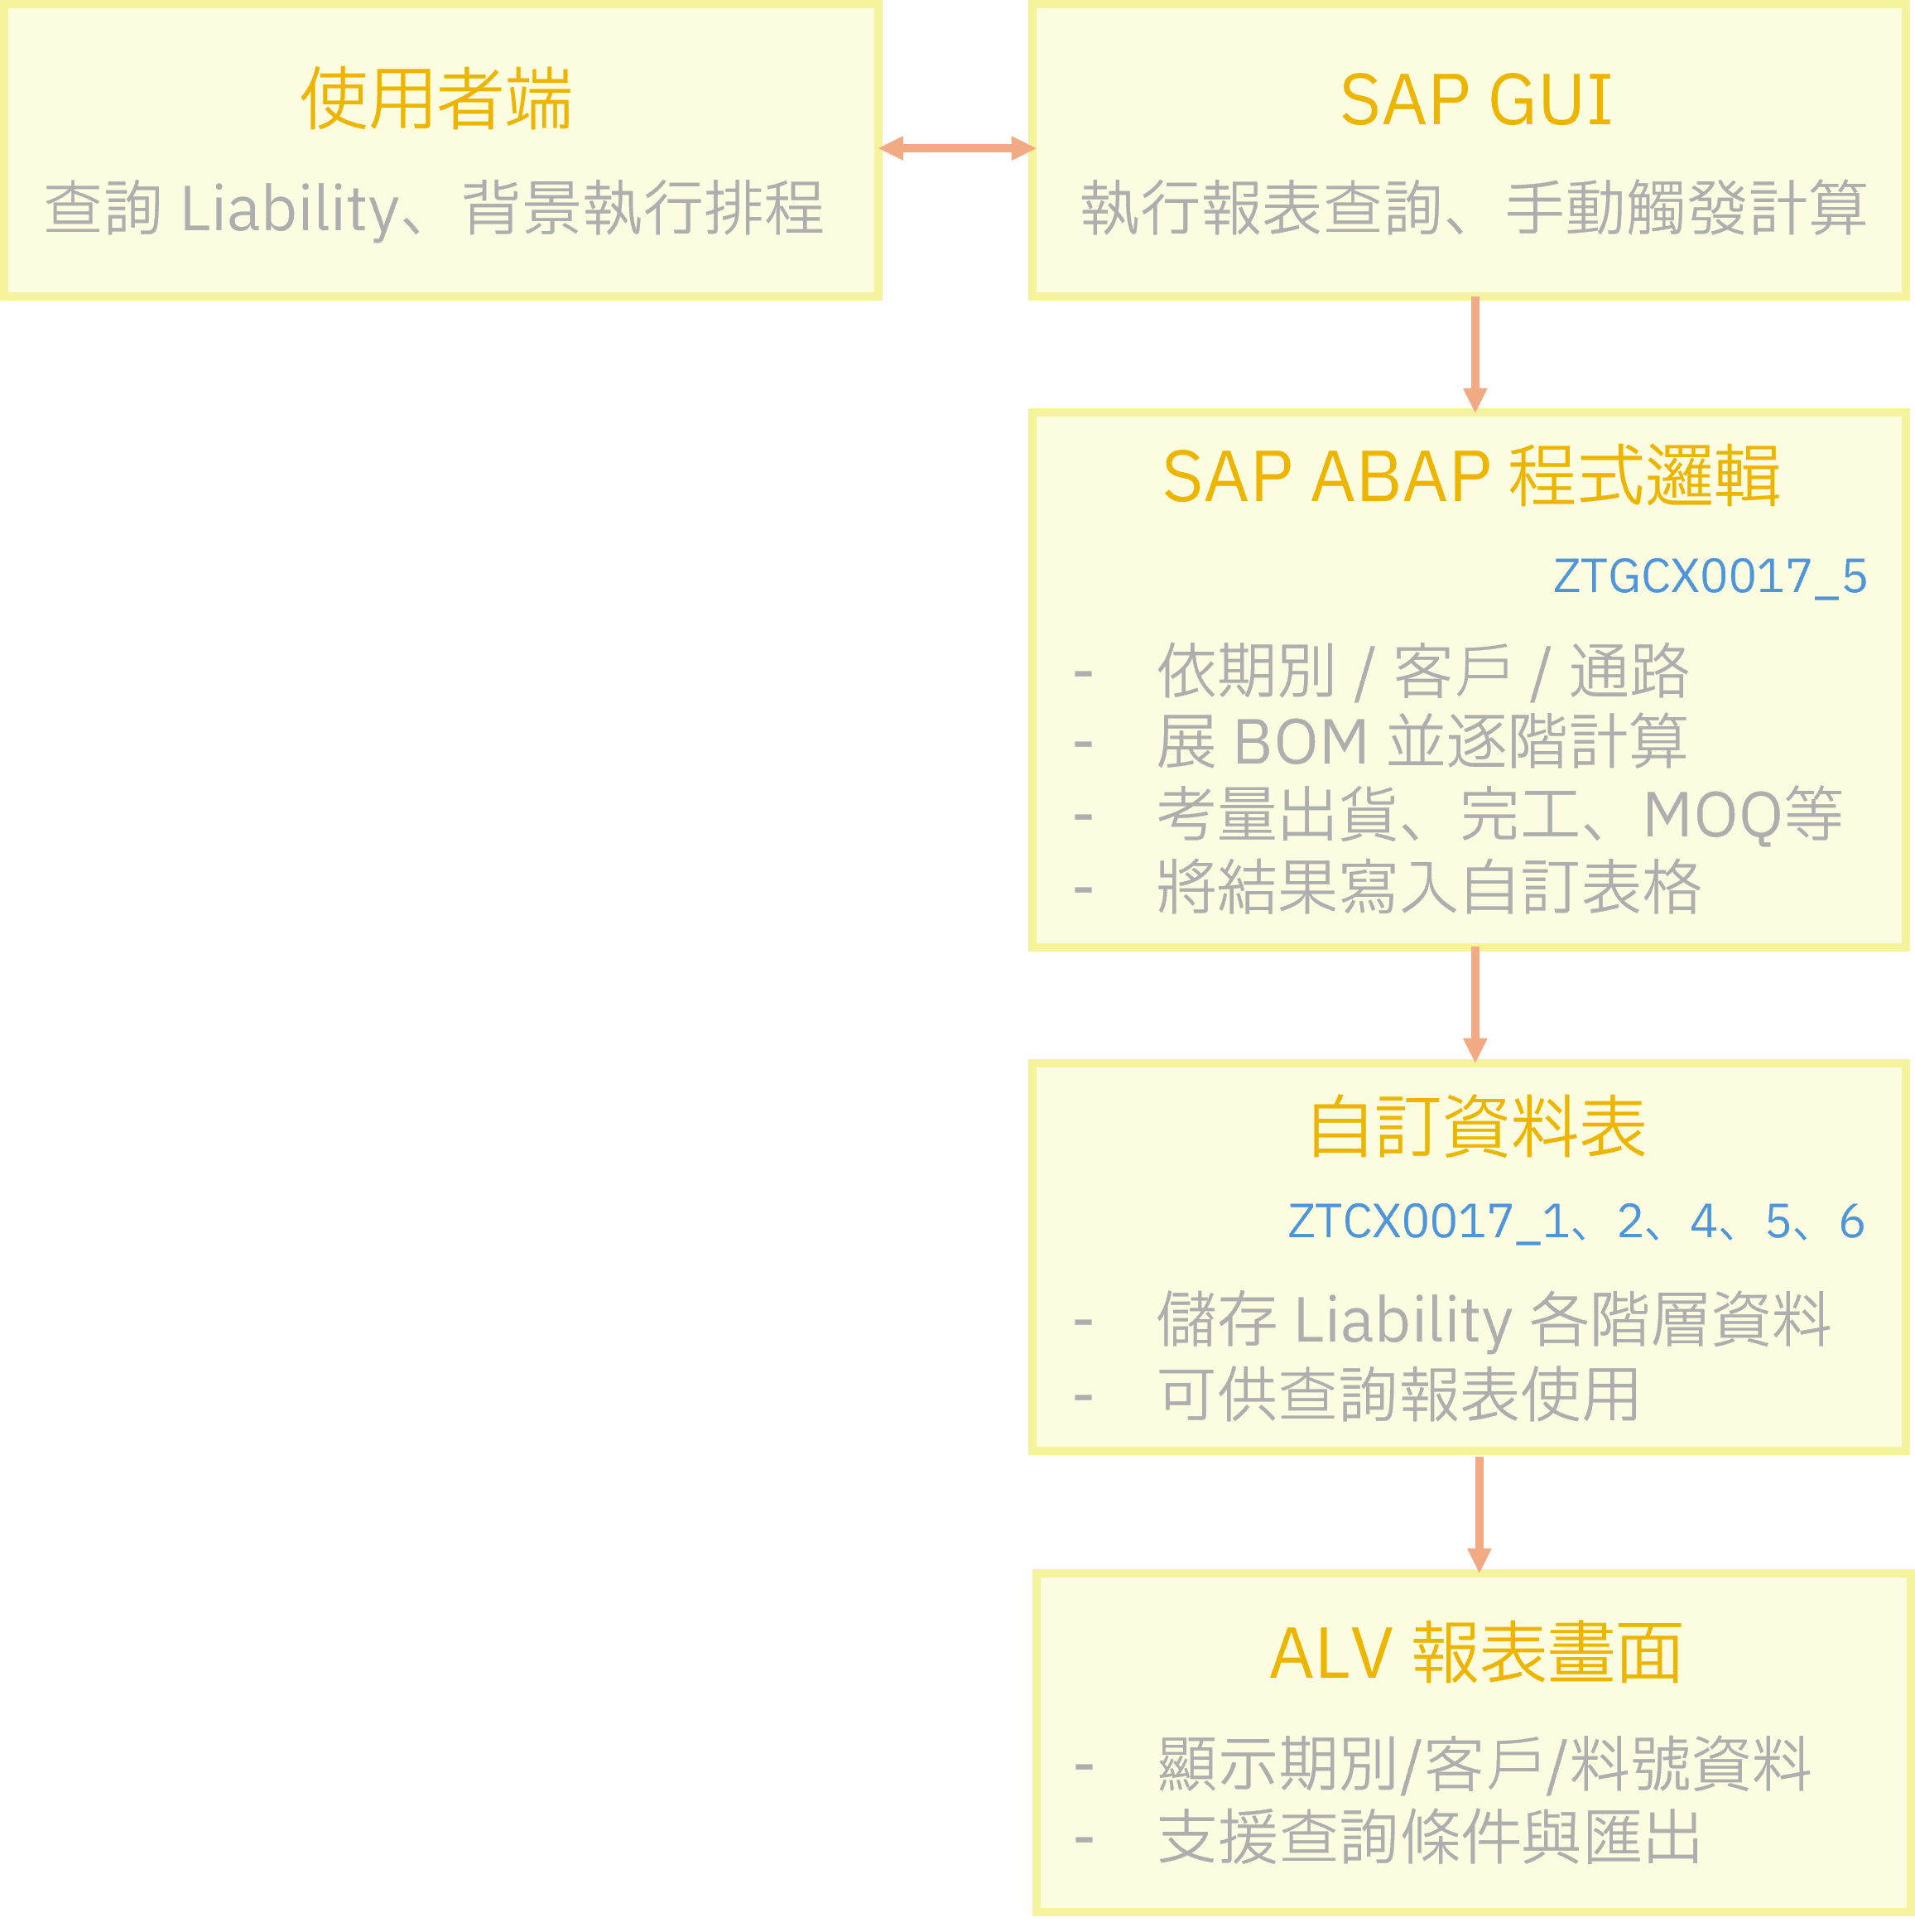 使用者端
查詢 Liability、背景執行排程
SAP GUI
執行報表查詢、手動觸發計算
SAP ABAP 程式邏輯
ZTGCX0017_5
- 依期別 / 客戶 / 通路
- 展 BOM 並逐階計算
- 考量出貨、完工、MOQ等
- 將結果寫入自訂表格
自訂資料表
ZTCX0017_1、2、4、5、6
- 儲存 Liability 各階層資料
- 可供查詢報表使用
ALV 報表畫面
- 顯示期別/客戶/料號資料
- 支援查詢條件與匯出